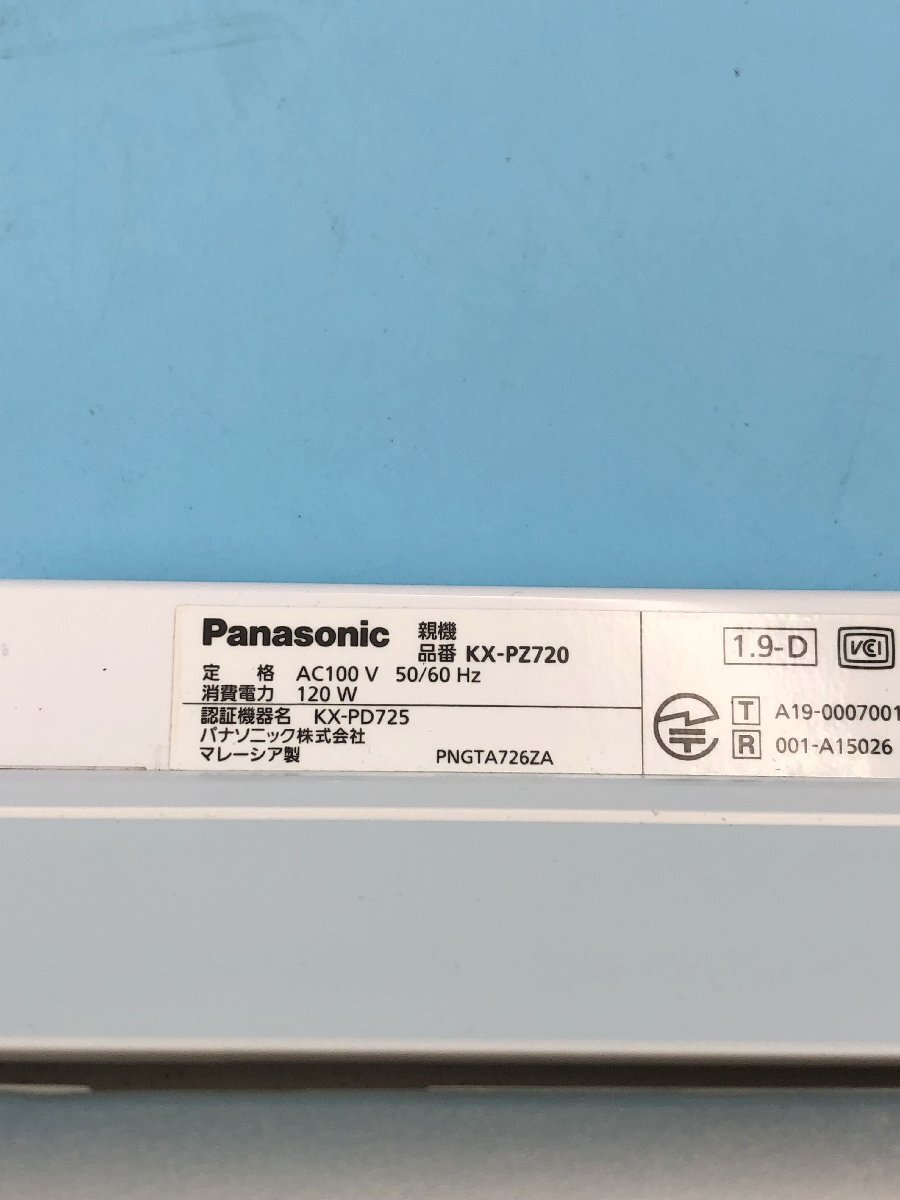 Panasonic 親機
品番 KX-PZ720
定 格 AC100 V 50/60 Hz
消費電力 120 W
認証機器名 KX-PD725
パナソニック株式会社
マレーシア製 PNGTA726ZA
1.9-D VCI
T A19-0007001
R 001-A15026